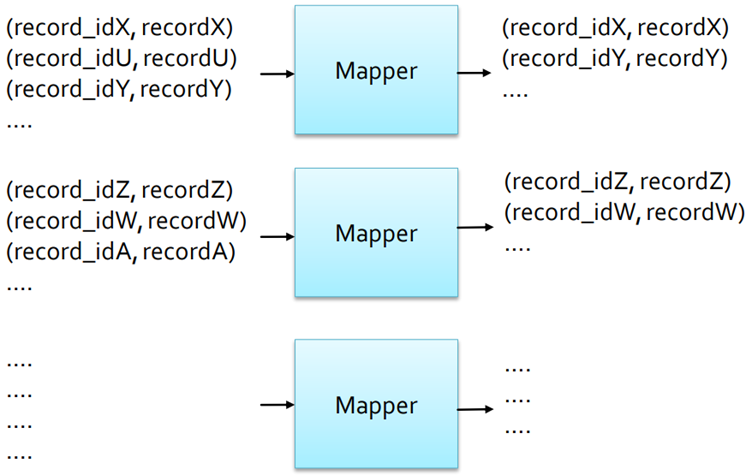 (record_idX, recordX)
(record_idU, recordU)
(record_idY, recordY)
....
Mapper
(record_idX, recordX)
(record_idY, recordY)
....
(record_idZ, recordZ)
(record_idW, recordW)
(record_idA, recordA)
....
Mapper
(record_idZ, recordZ)
(record_idW, recordW)
....
....
....
....
....
Mapper
....
....
....